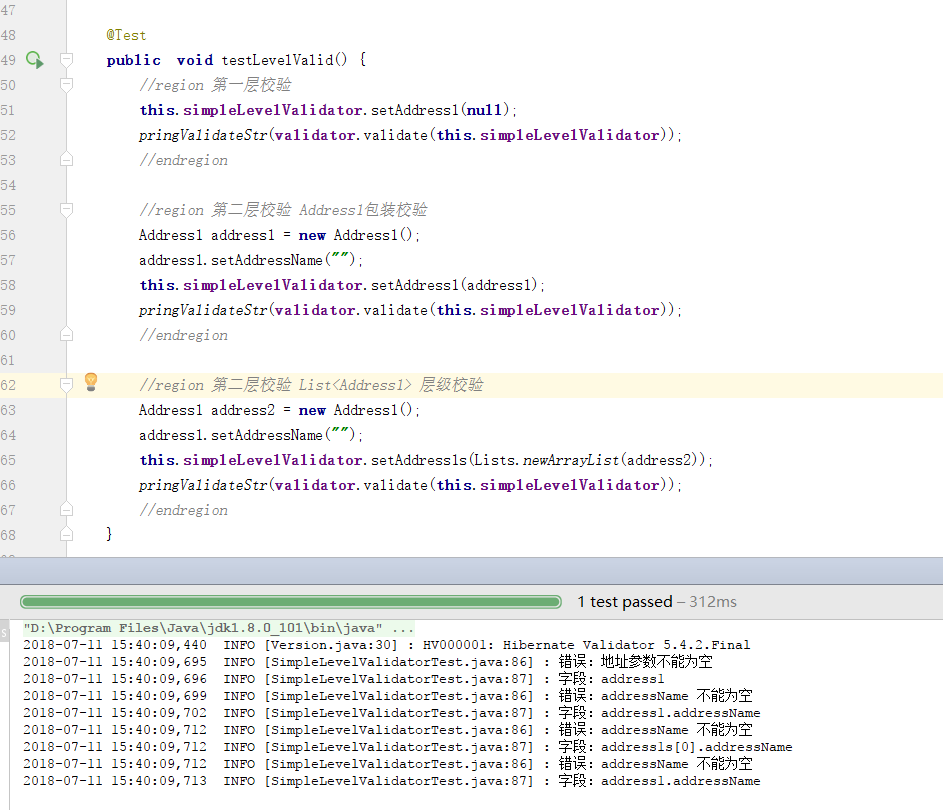 47
48 @Test
49 public void testLevelValid() {
50 //region 第一层校验
51 this.simpleLevelValidator.setAddress1(null);
52 pringValidateStr(validator.validate(this.simpleLevelValidator));
53 //endregion
54
55 //region 第二层校验 Address1包装校验
56 Address1 address1 = new Address1();
57 address1.setAddressName("");
58 this.simpleLevelValidator.setAddress1(address1);
59 pringValidateStr(validator.validate(this.simpleLevelValidator));
60 //endregion
61
62 //region 第二层校验 List<Address1> 层级校验
63 Address1 address2 = new Address1();
64 address1.setAddressName("");
65 this.simpleLevelValidator.setAddress1s(Lists.newArrayList(address2));
66 pringValidateStr(validator.validate(this.simpleLevelValidator));
67 //endregion
68 }
1 test passed – 312ms
"D:\Program Files\Java\jdk1.8.0_101\bin\java" ...
2018-07-11 15:40:09,440 INFO [Version.java:30] : HV000001: Hibernate Validator 5.4.2.Final
2018-07-11 15:40:09,695 INFO [SimpleLevelValidatorTest.java:86] : 错误：地址参数不能为空
2018-07-11 15:40:09,696 INFO [SimpleLevelValidatorTest.java:87] : 字段：address1
2018-07-11 15:40:09,699 INFO [SimpleLevelValidatorTest.java:86] : 错误：addressName 不能为空
2018-07-11 15:40:09,702 INFO [SimpleLevelValidatorTest.java:87] : 字段：address1.addressName
2018-07-11 15:40:09,712 INFO [SimpleLevelValidatorTest.java:86] : 错误：addressName 不能为空
2018-07-11 15:40:09,712 INFO [SimpleLevelValidatorTest.java:87] : 字段：address1s[0].addressName
2018-07-11 15:40:09,712 INFO [SimpleLevelValidatorTest.java:86] : 错误：addressName 不能为空
2018-07-11 15:40:09,713 INFO [SimpleLevelValidatorTest.java:87] : 字段：address1.addressName